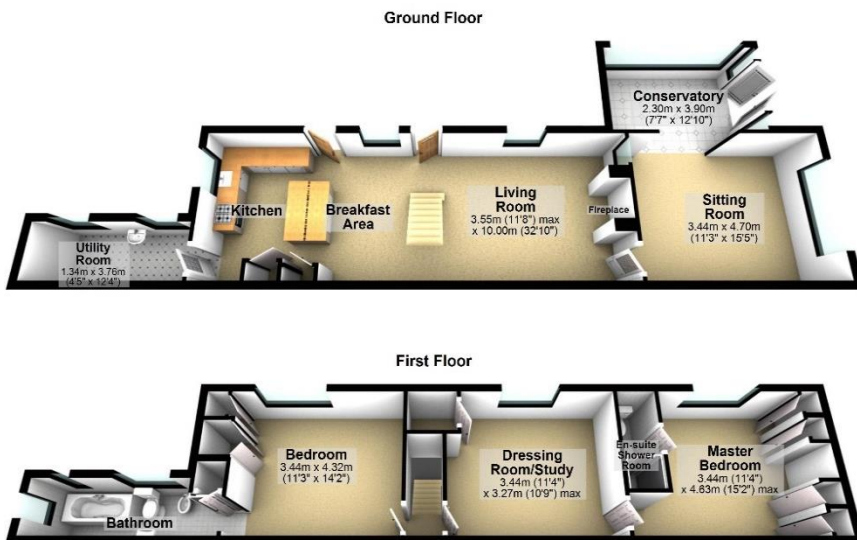 Ground Floor
Conservatory
2.30m x 3.90m
(7'7" x 12'10")
Kitchen
Breakfast
Area
Living
Room
3.55m (11'8") max
x 10.00m (32'10")
Fireplace
Sitting
Room
3.44m x 4.70m
(11'3" x 15'5")
Utility
Room
1.34m x 3.76m
(4'5" x 12'4")
First Floor
Bedroom
3.44m x 4.32m
(11'3" x 14'2")
Dressing
Room/Study
3.44m (11'4")
x 3.27m (10'9") max
En-suite
Shower
Room
Master
Bedroom
3.44m (11'4")
x 4.63m (15'2") max
Bathroom